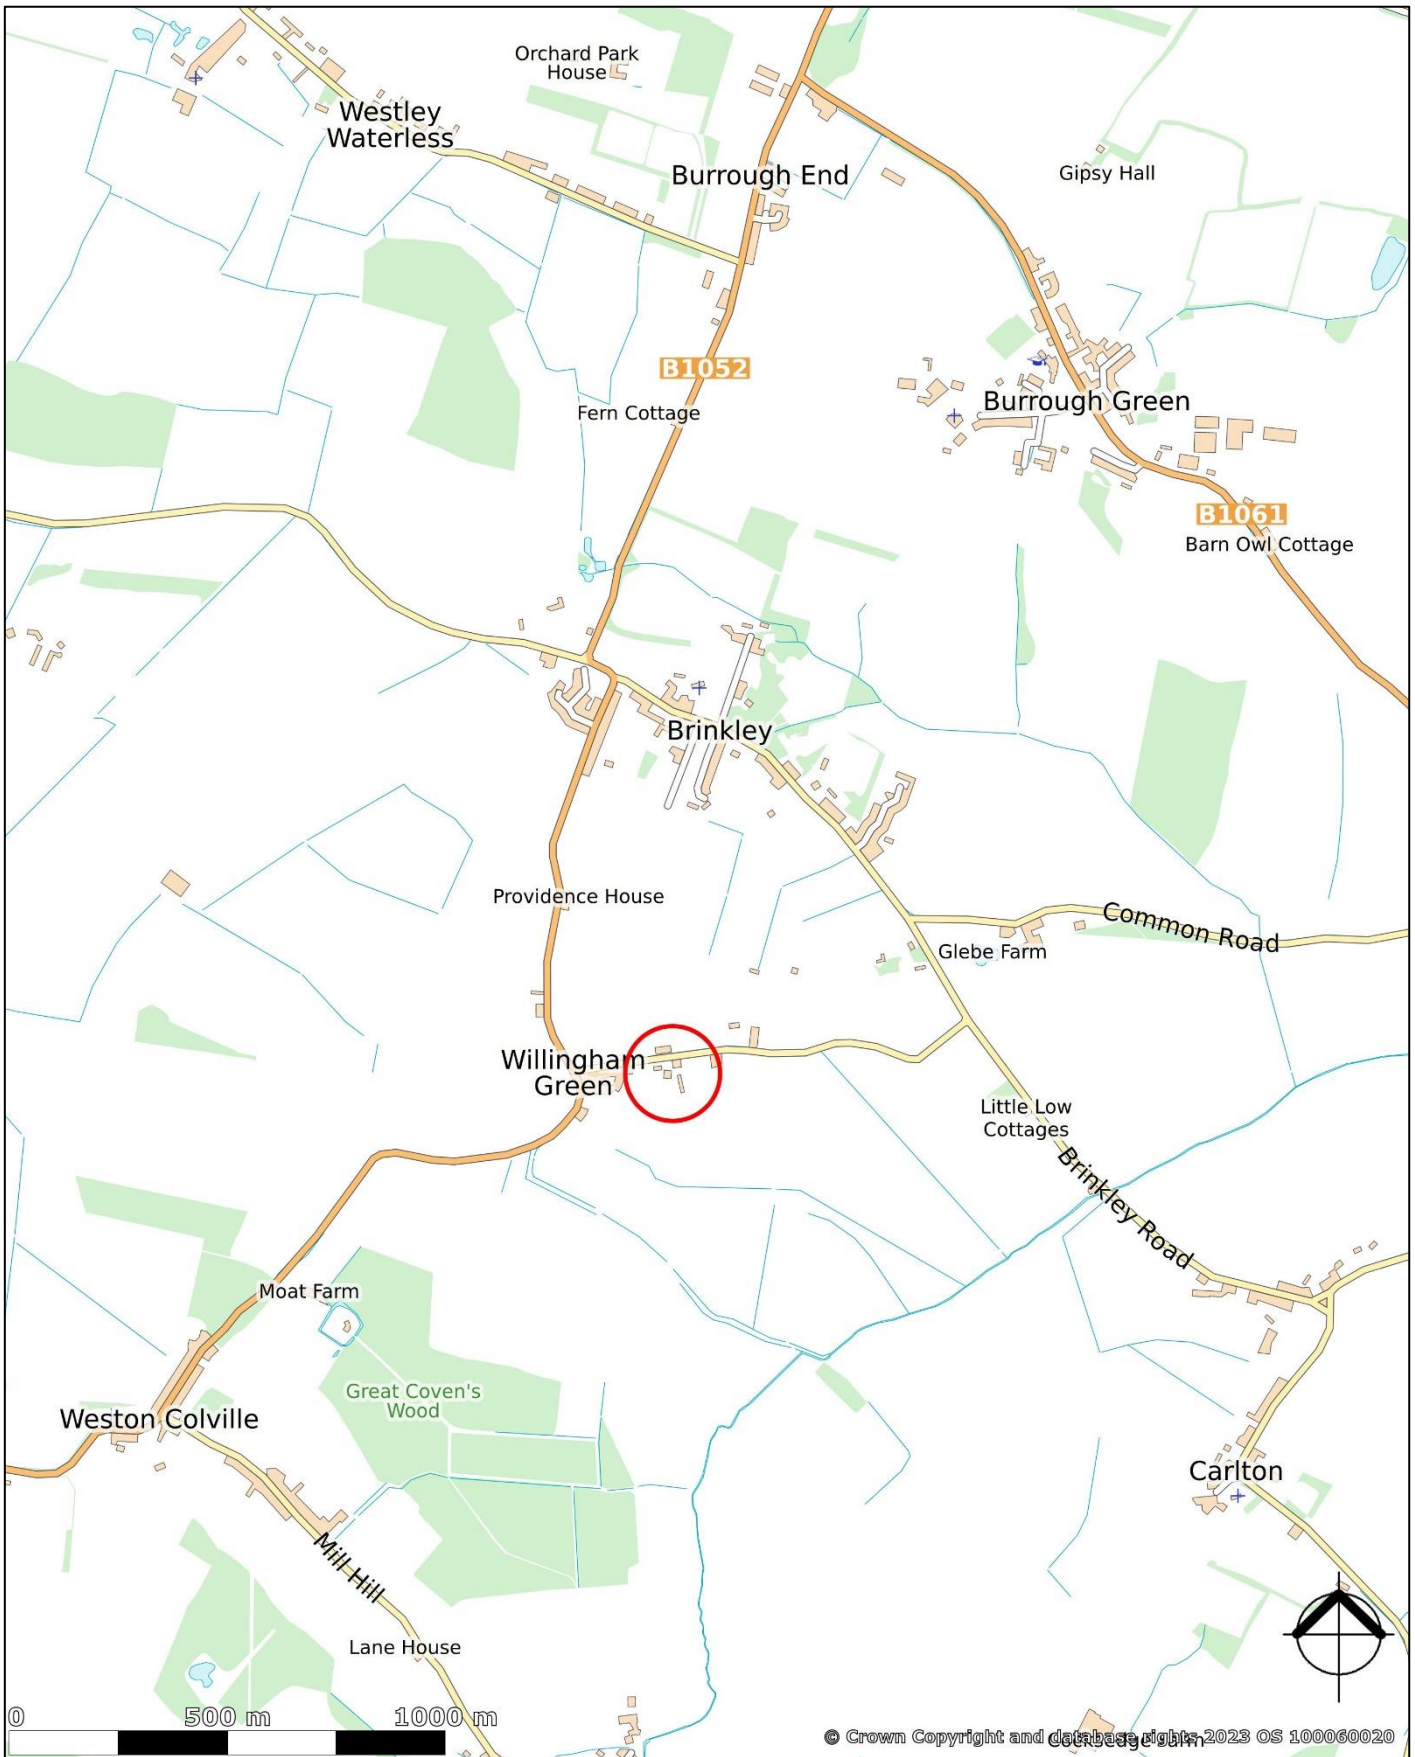 Orchard Park
House
Westley
Waterless
Burrough End
Gipsy Hall
B1052
Fern Cottage
Burrough Green
B1061
Barn Owl Cottage
Brinkley
Providence House
Common Road
Glebe Farm
Willingham
Green
Little Low
Cottages
Brinkley Road
Moat Farm
Great Coven's
Wood
Weston Colville
Carlton
Mill Hill
Lane House
0 500 m 1000 m
© Crown Copyright and database rights 2023 OS 100060020